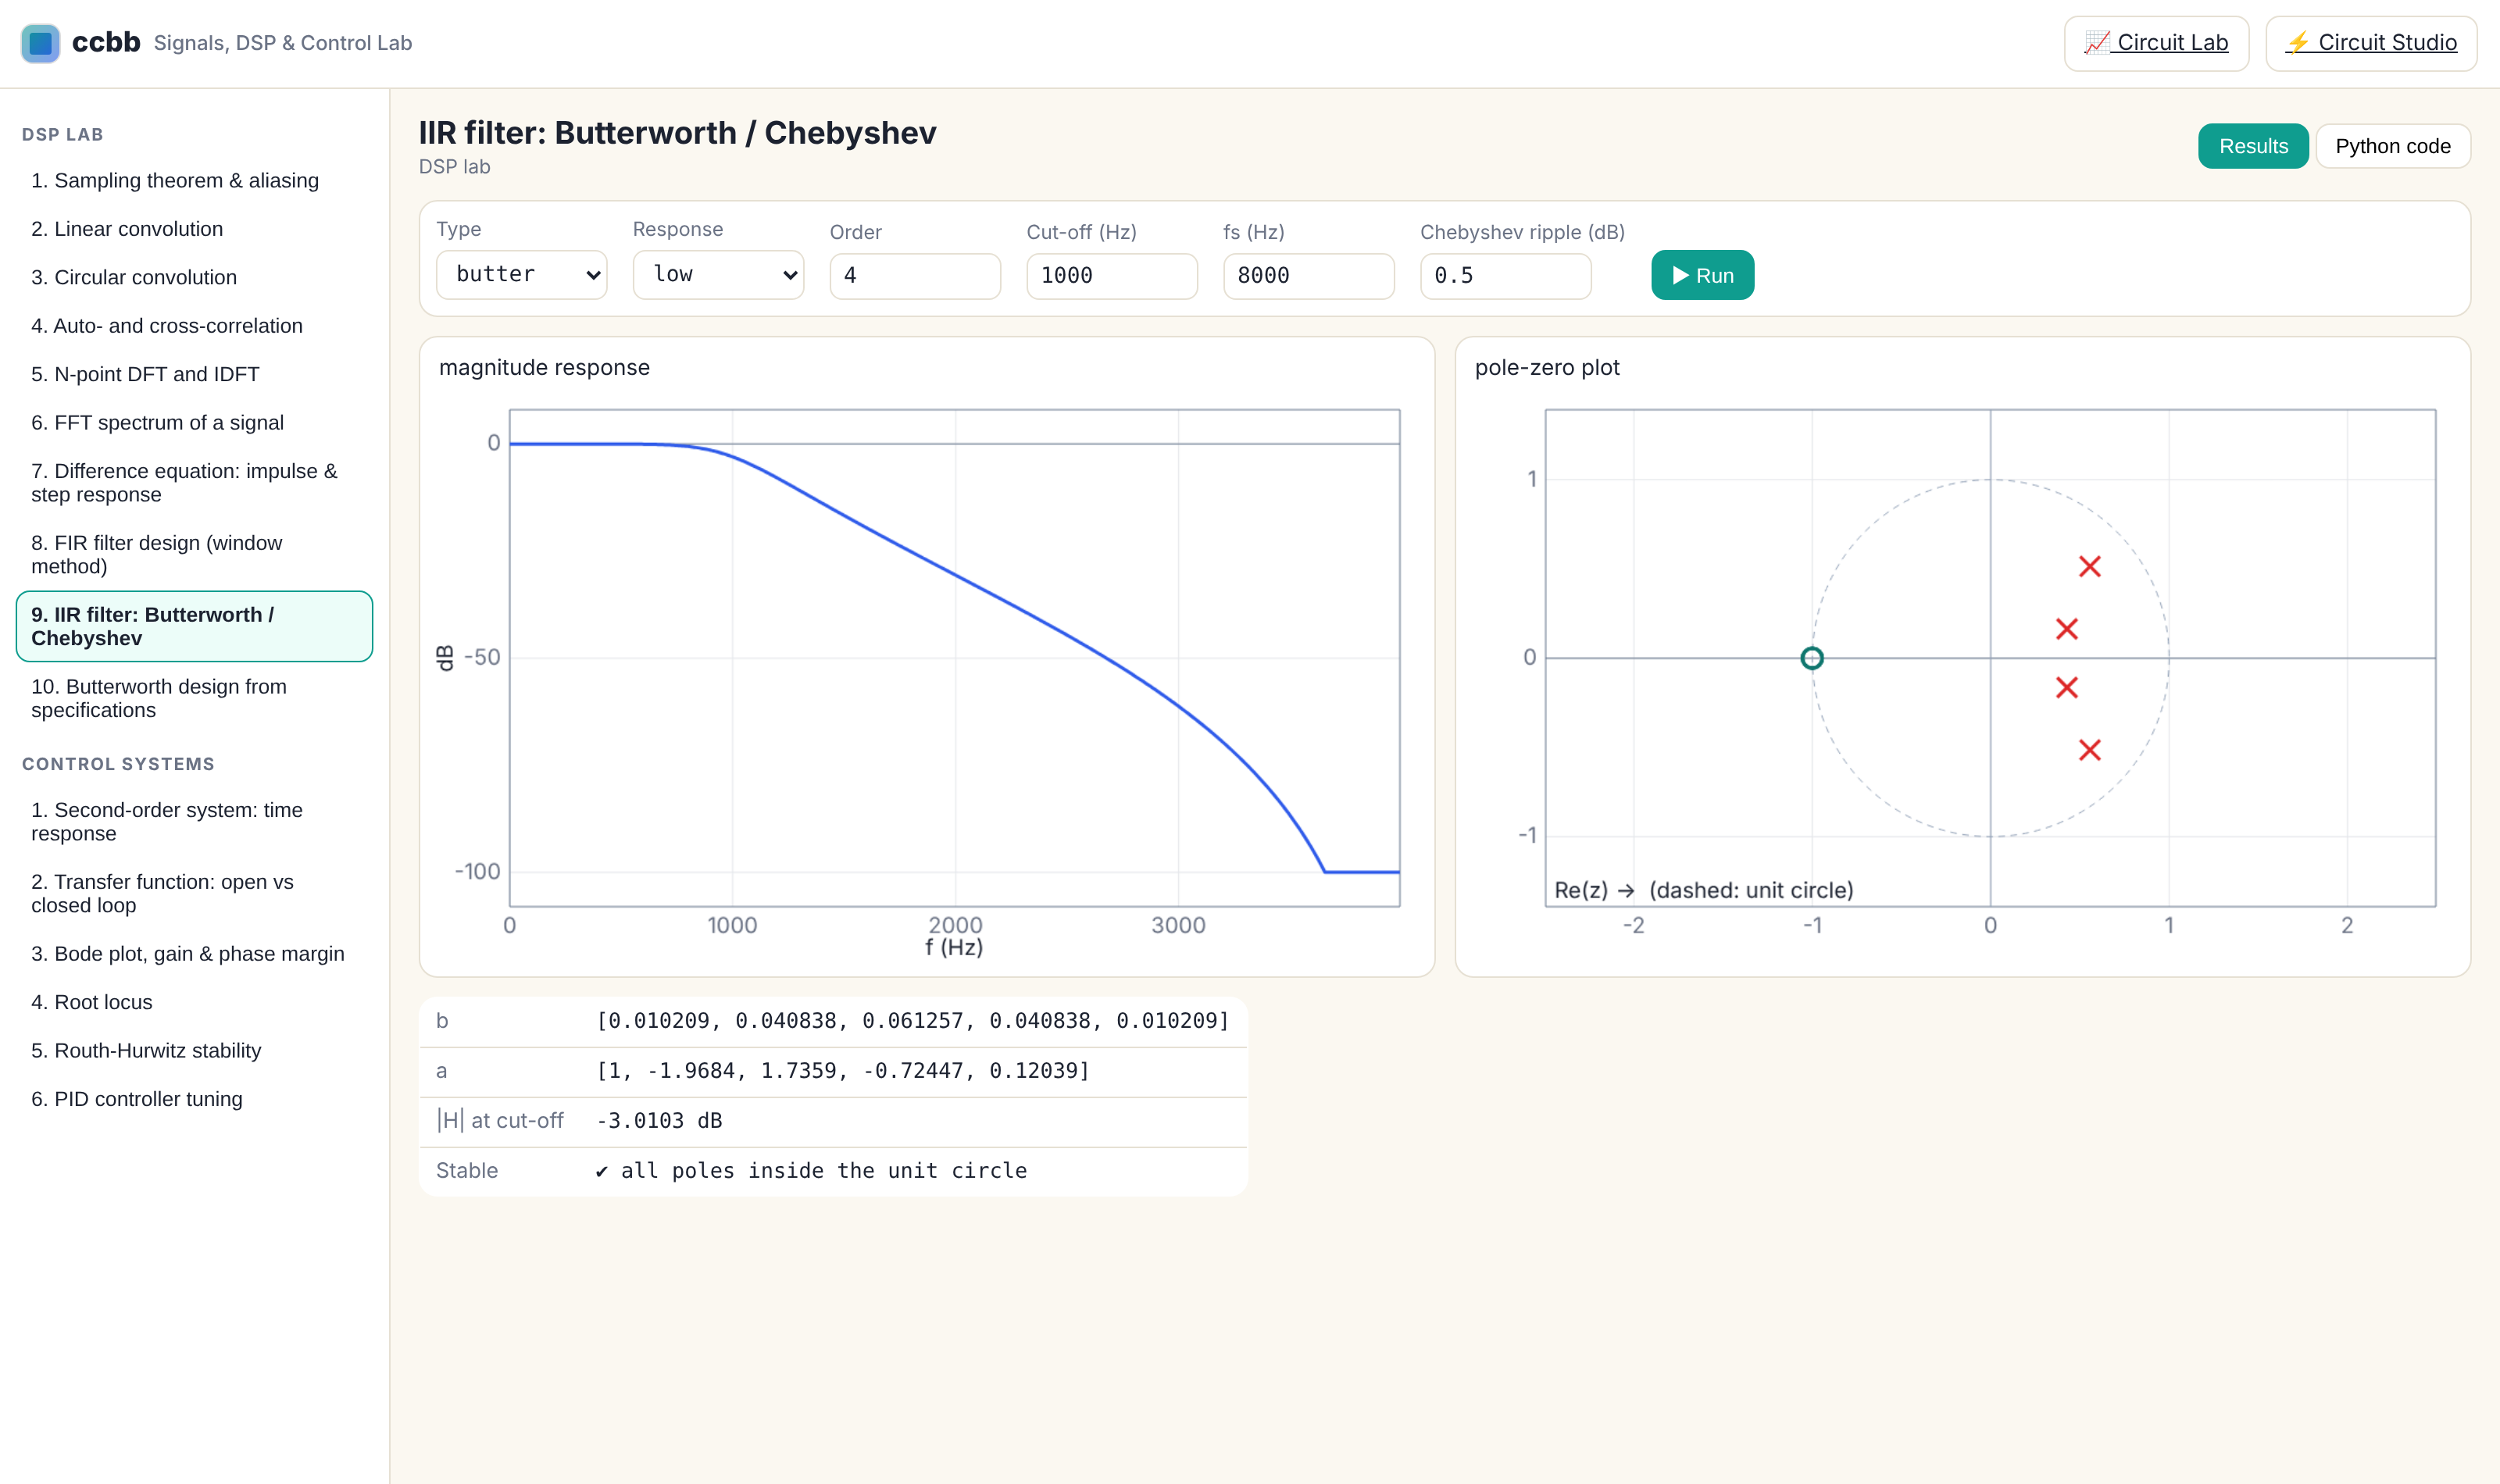 ccbb Signals, DSP & Control Lab
📈 Circuit Lab
⚡ Circuit Studio
DSP LAB
1. Sampling theorem & aliasing
2. Linear convolution
3. Circular convolution
4. Auto- and cross-correlation
5. N-point DFT and IDFT
6. FFT spectrum of a signal
7. Difference equation: impulse &
step response
8. FIR filter design (window
method)
9. IIR filter: Butterworth /
Chebyshev
10. Butterworth design from
specifications
CONTROL SYSTEMS
1. Second-order system: time
response
2. Transfer function: open vs
closed loop
3. Bode plot, gain & phase margin
4. Root locus
5. Routh-Hurwitz stability
6. PID controller tuning
IIR filter: Butterworth / Chebyshev
DSP lab
Results
Python code
Type
butter
Response
low
Order
4
Cut-off (Hz)
1000
fs (Hz)
8000
Chebyshev ripple (dB)
0.5
▶ Run
magnitude response
0
-50
-100
dB
0 1000 2000 3000
f (Hz)
pole-zero plot
1
0
-1
Re(z) → (dashed: unit circle)
-2 -1 0 1 2
b [0.010209, 0.040838, 0.061257, 0.040838, 0.010209]
a [1, -1.9684, 1.7359, -0.72447, 0.12039]
|H| at cut-off -3.0103 dB
Stable ✔ all poles inside the unit circle